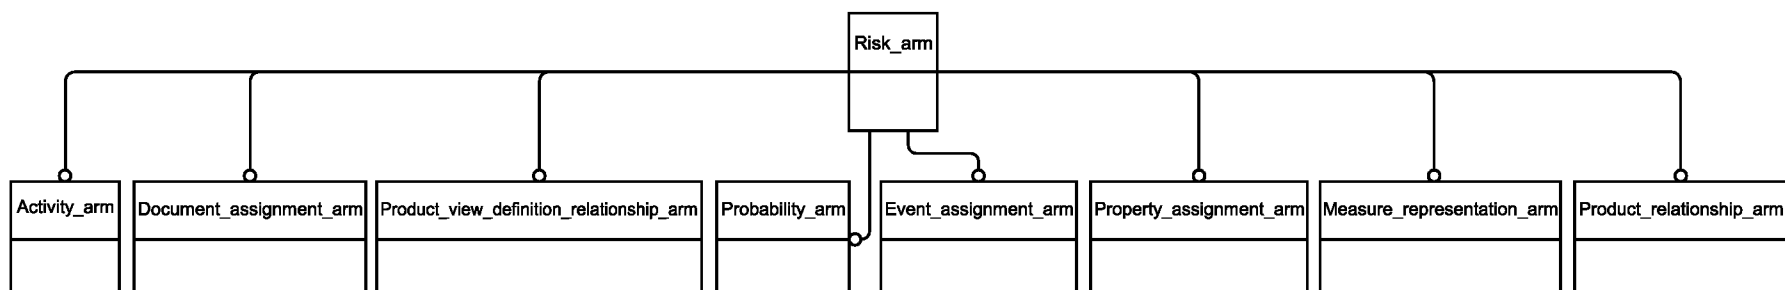 Risk_arm
Activity_arm
Document_assignment_arm
Product_view_definition_relationship_arm
Probability_arm
Event_assignment_arm
Property_assignment_arm
Measure_representation_arm
Product_relationship_arm